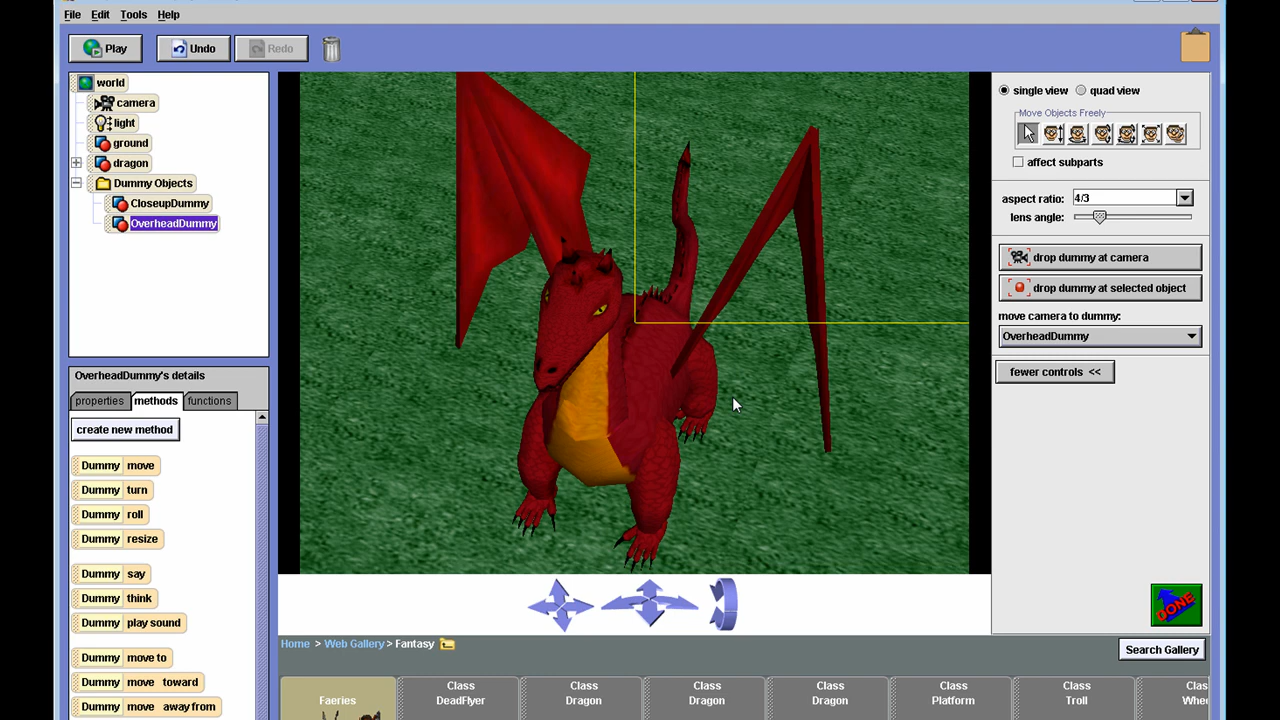 File Edit Tools Help
Play Undo Redo
world
camera
light
ground
dragon
Dummy Objects
CloseupDummy
OverheadDummy
OverheadDummy's details
properties methods functions
create new method
Dummy move
Dummy turn
Dummy roll
Dummy resize
Dummy say
Dummy think
Dummy play sound
Dummy move to
Dummy move toward
Dummy move away from
single view quad view
Move Objects Freely
affect subparts
aspect ratio: 4/3
lens angle:
drop dummy at camera
drop dummy at selected object
move camera to dummy:
OverheadDummy
fewer controls <<
DONE
Home > Web Gallery > Fantasy
Search Gallery
Faeries
Class DeadFlyer
Class Dragon
Class Dragon
Class Dragon
Class Platform
Class Troll